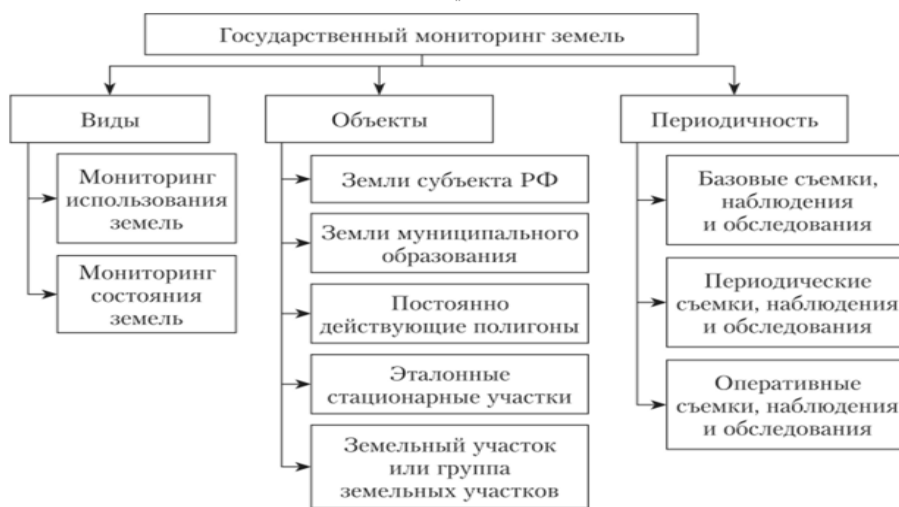 Государственный мониторинг земель
Виды
Мониторинг
использования
земель
Мониторинг
состояния
земель
Объекты
Земли субъекта РФ
Земли муниципального
образования
Постоянно
действующие полигоны
Эталонные
стационарные участки
Земельный участок
или группа
земельных участков
Периодичность
Базовые съемки,
наблюдения
и обследования
Периодические
съемки, наблюдения
и обследования
Оперативные
съемки, наблюдения
и обследования